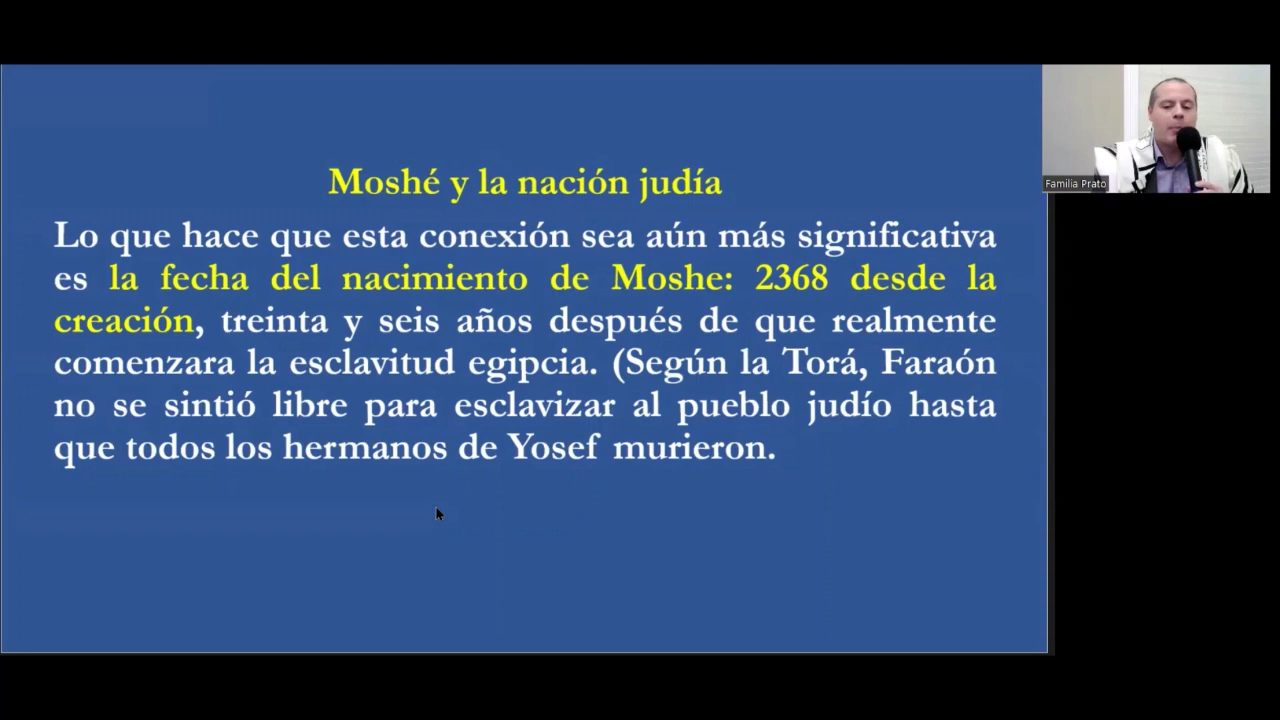 Moshé y la nación judía
Lo que hace que esta conexión sea aún más significativa
es la fecha del nacimiento de Moshe: 2368 desde la
creación, treinta y seis años después de que realmente
comenzara la esclavitud egipcia. (Según la Torá, Faraón
no se sintió libre para esclavizar al pueblo judío hasta
que todos los hermanos de Yosef murieron.
Familia Prato